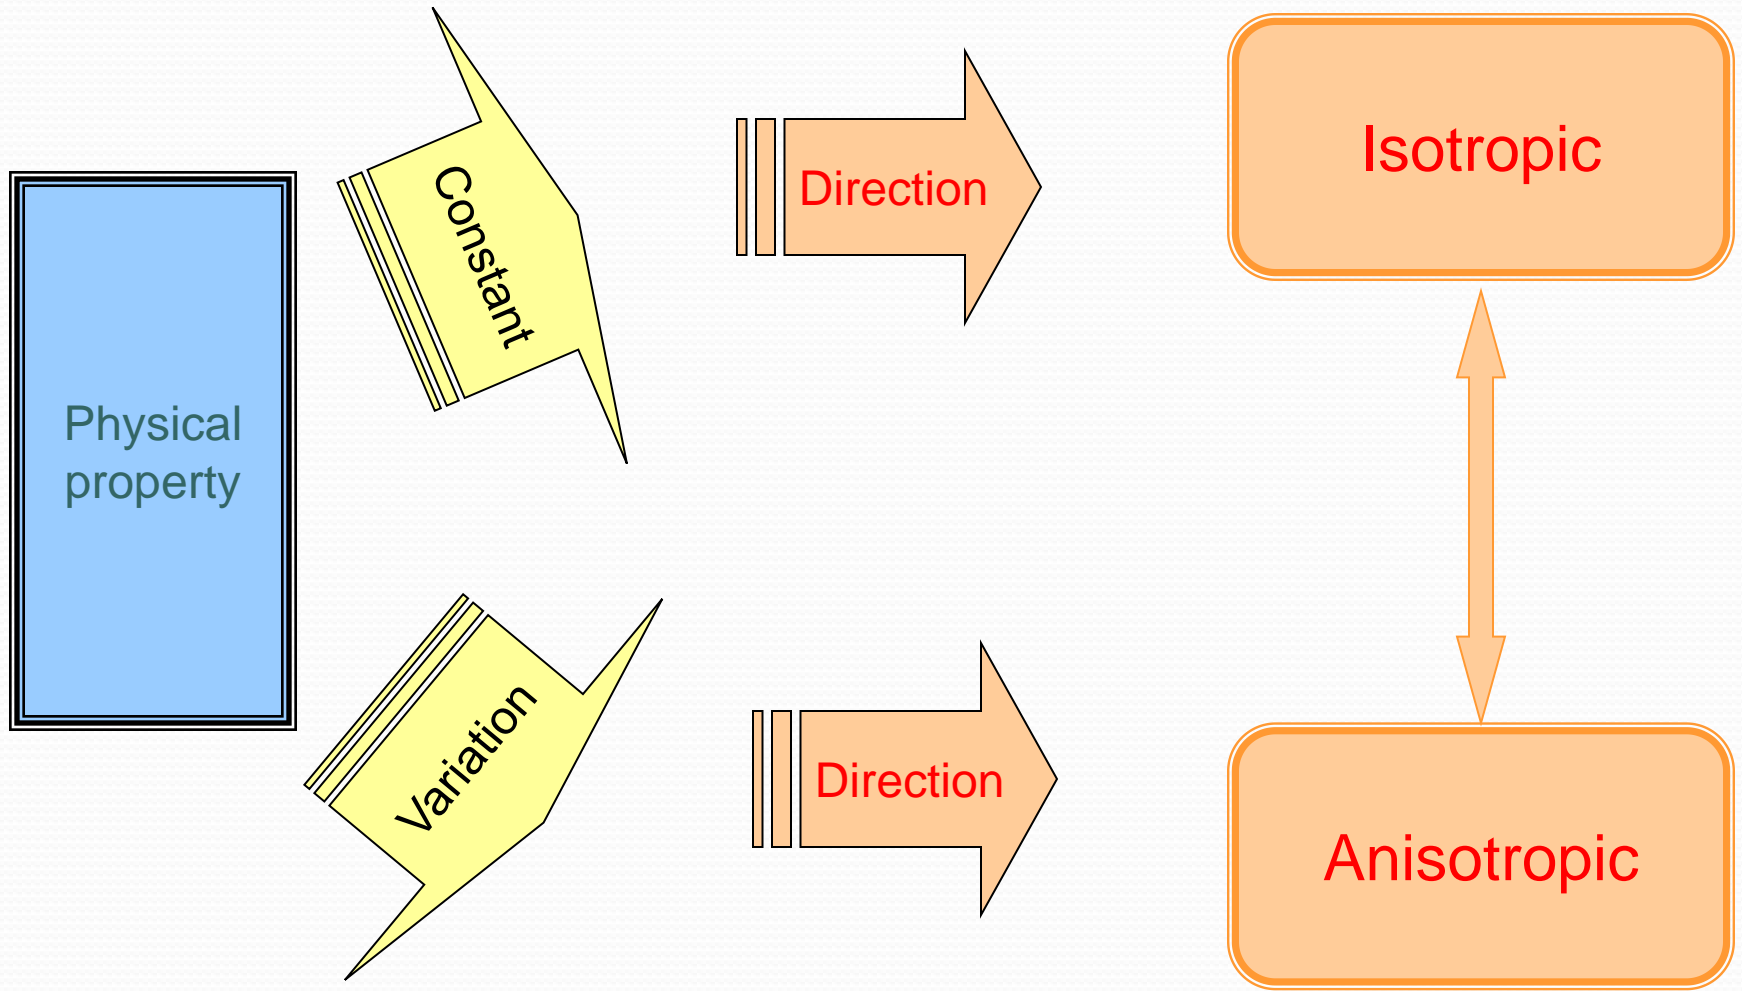 Physical
property
Constant
Direction
Isotropic
Variation
Direction
Anisotropic